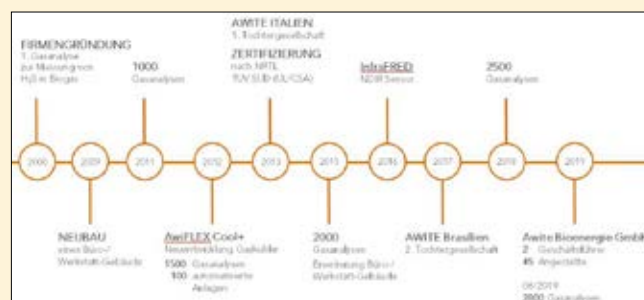 AWITE ITALIEN
1. Tochtergesellschaft
FIRMENGRÜNDUNG
1. Gasanalyse
zur Messung von
H₂S in Biogas
1000
Gasanalysen
ZERTIFIZIERUNG
nach NRTL
TÜV SÜD (UL/CSA)
InfraFRED
NDIR Sensor
2500
Gasanalysen
2000
2009
2011
2012
2013
2015
2016
2017
2018
2019
NEUBAU
eines Büro-/
Werkstatt-Gebäude
AwiFLEX Cool+
Neuentwicklung Gaskühler
1500 Gasanalysen
100 automatisierte
Anlagen
2000
Gasanalysen
Erweiterung Büro-/
Werkstatt-Gebäude
AWITE Brasilien
2. Tochtergesellschaft
Awite Bioenergie GmbH
2 Geschäftsführer
45 Angestellte
06/2019
Gasanalysen